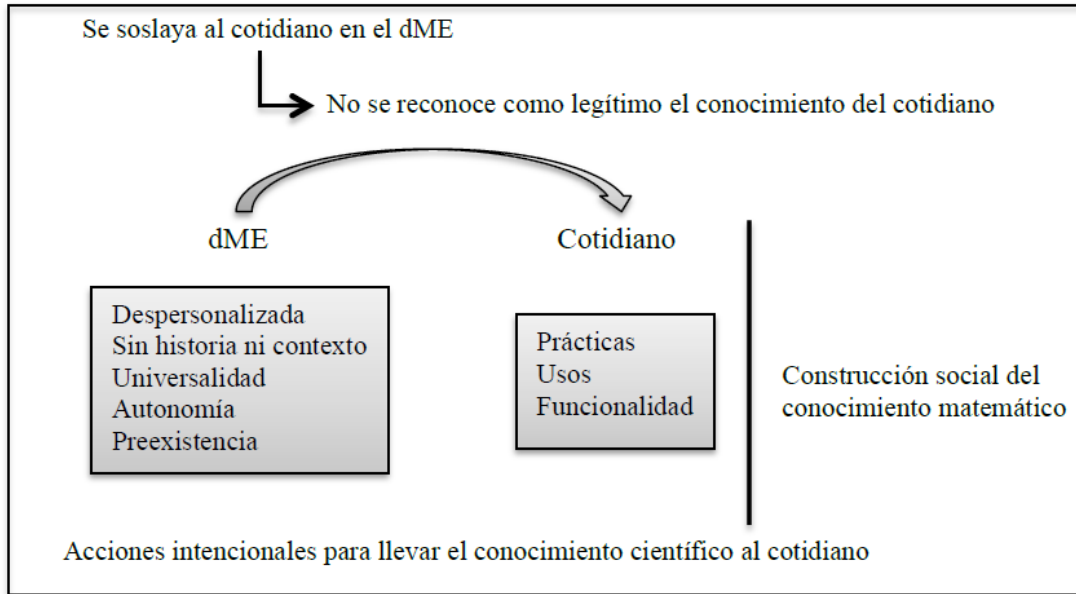 Se soslaya al cotidiano en el dME
No se reconoce como legítimo el conocimiento del cotidiano
dME
Cotidiano
Despersonalizada
Sin historia ni contexto
Universalidad
Autonomía
Preexistencia
Prácticas
Usos
Funcionalidad
Construcción social del
conocimiento matemático
Acciones intencionales para llevar el conocimiento científico al cotidiano